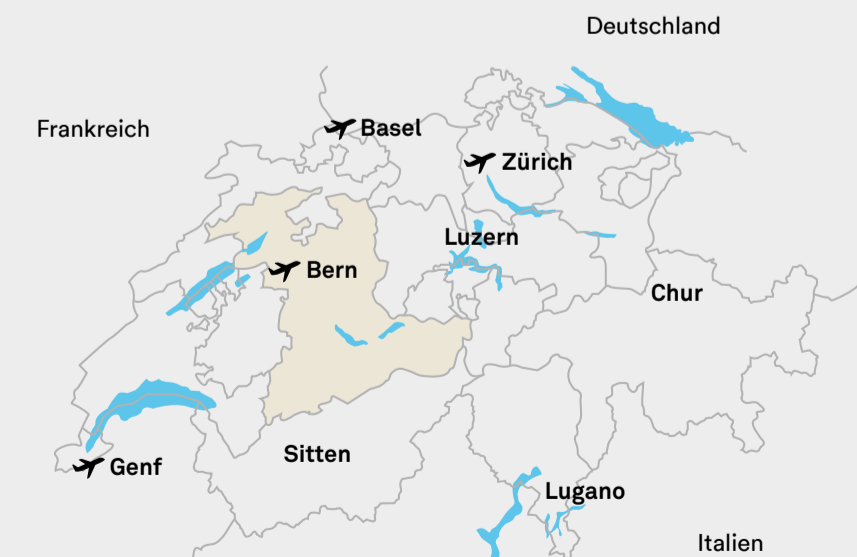 Deutschland
Frankreich
Basel
Zürich
Luzern
Bern
Chur
Sitten
Genf
Lugano
Italien